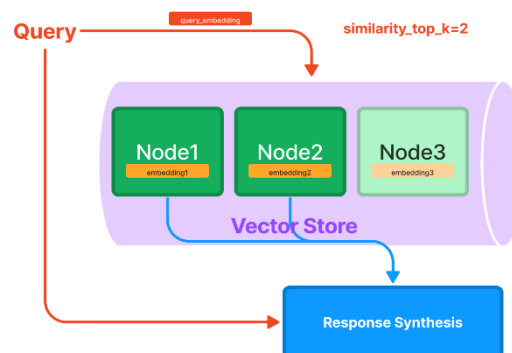 query_embedding
Query
similarity_top_k=2
Node1
embedding1
Node2
embedding2
Node3
embedding3
Vector Store
Response Synthesis